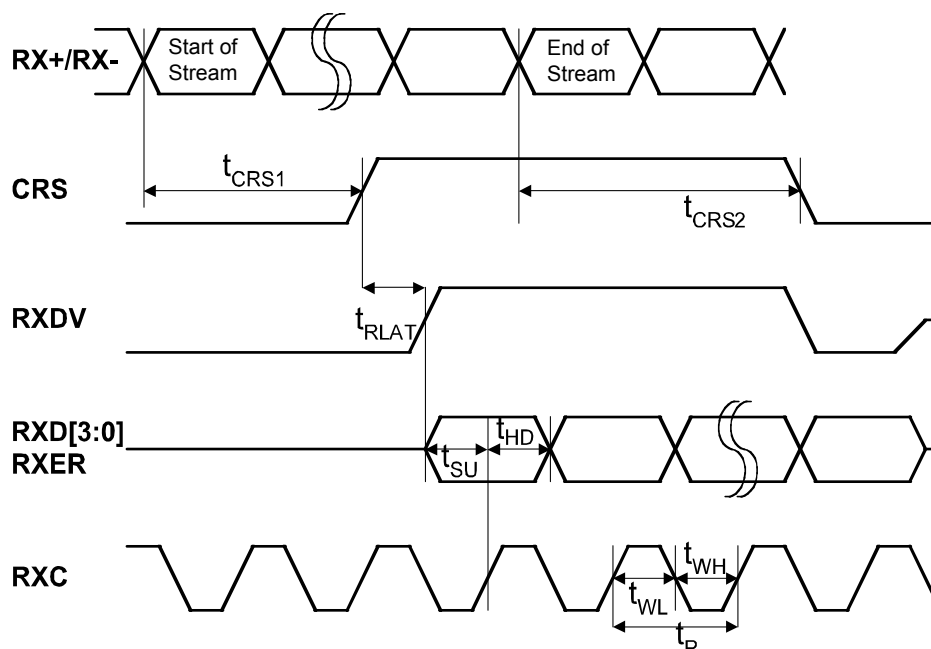 RX+/RX-
Start of
Stream
End of
Stream
CRS
tCRS1
tCRS2
RXDV
tRLAT
RXD[3:0]
RXER
tSU
tHD
RXC
tWL
tWH